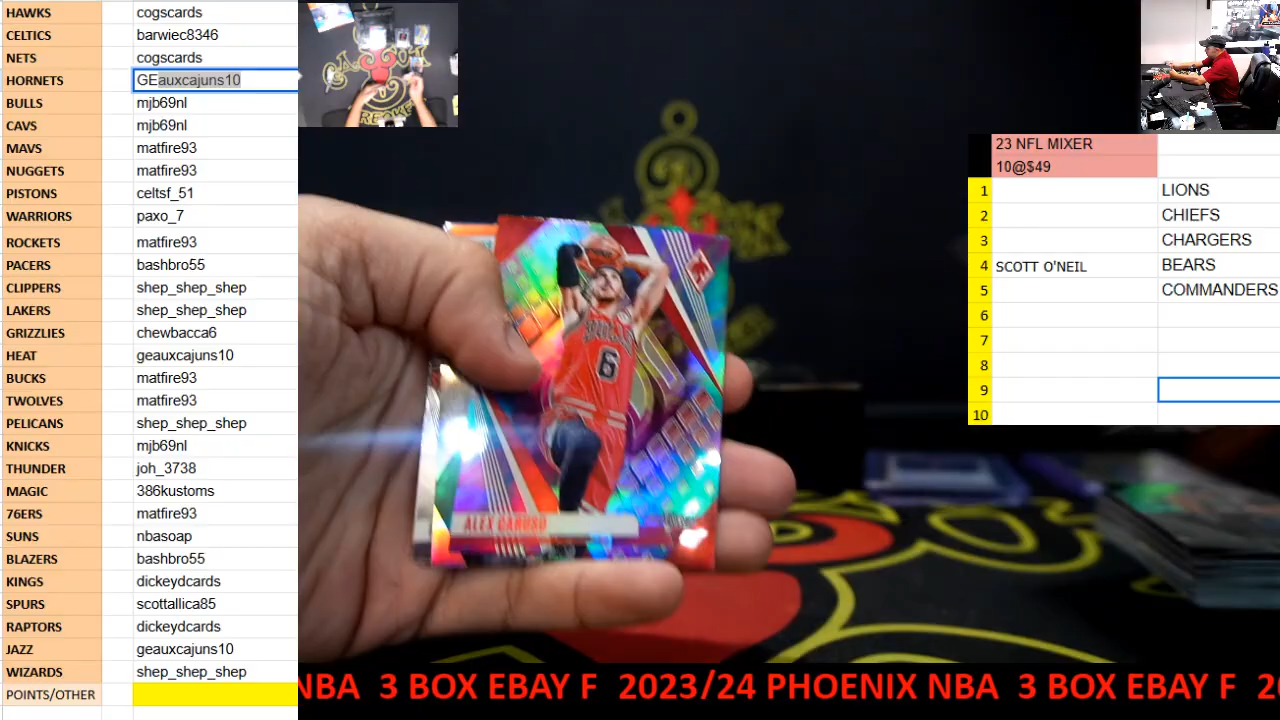 HAWKS cogscards
CELTICS barwiec8346
NETS cogscards
HORNETS GEauxcajuns10
BULLS mjb69nl
CAVS mjb69nl
MAVS matfire93
NUGGETS matfire93
PISTONS celtsf_51
WARRIORS paxo_7
ROCKETS matfire93
PACERS bashbro55
CLIPPERS shep_shep_shep
LAKERS shep_shep_shep
GRIZZLIES chewbacca6
HEAT geauxcajuns10
BUCKS matfire93
TWOLVES matfire93
PELICANS shep_shep_shep
KNICKS mjb69nl
THUNDER joh_3738
MAGIC 386kustoms
76ERS matfire93
SUNS nbasoap
BLAZERS bashbro55
KINGS dickeydcards
SPURS scottallica85
RAPTORS dickeydcards
JAZZ geauxcajuns10
WIZARDS shep_shep_shep
POINTS/OTHER
6
ALEX CARUSO
23 NFL MIXER
10@$49
1 LIONS
2 CHIEFS
3 CHARGERS
4 SCOTT O'NEIL BEARS
5 COMMANDERS
6
7
8
9
10
NBA 3 BOX EBAY F 2023/24 PHOENIX NBA 3 BOX EBAY F 2